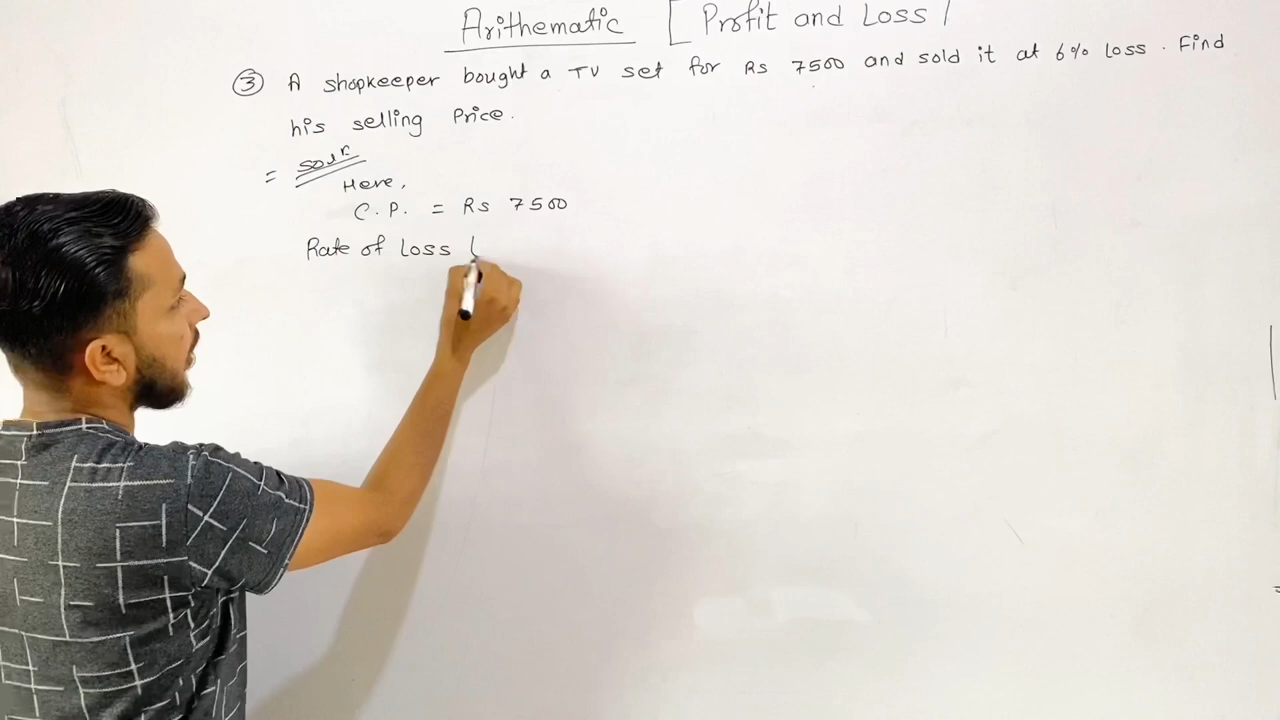 Arithematic [Profit and Loss]
③ A shopkeeper bought a TV set for Rs 7500 and sold it at 6% loss. Find
his selling Price.
= Solⁿ
Here,
C.P. = Rs 7500
Rate of Loss (